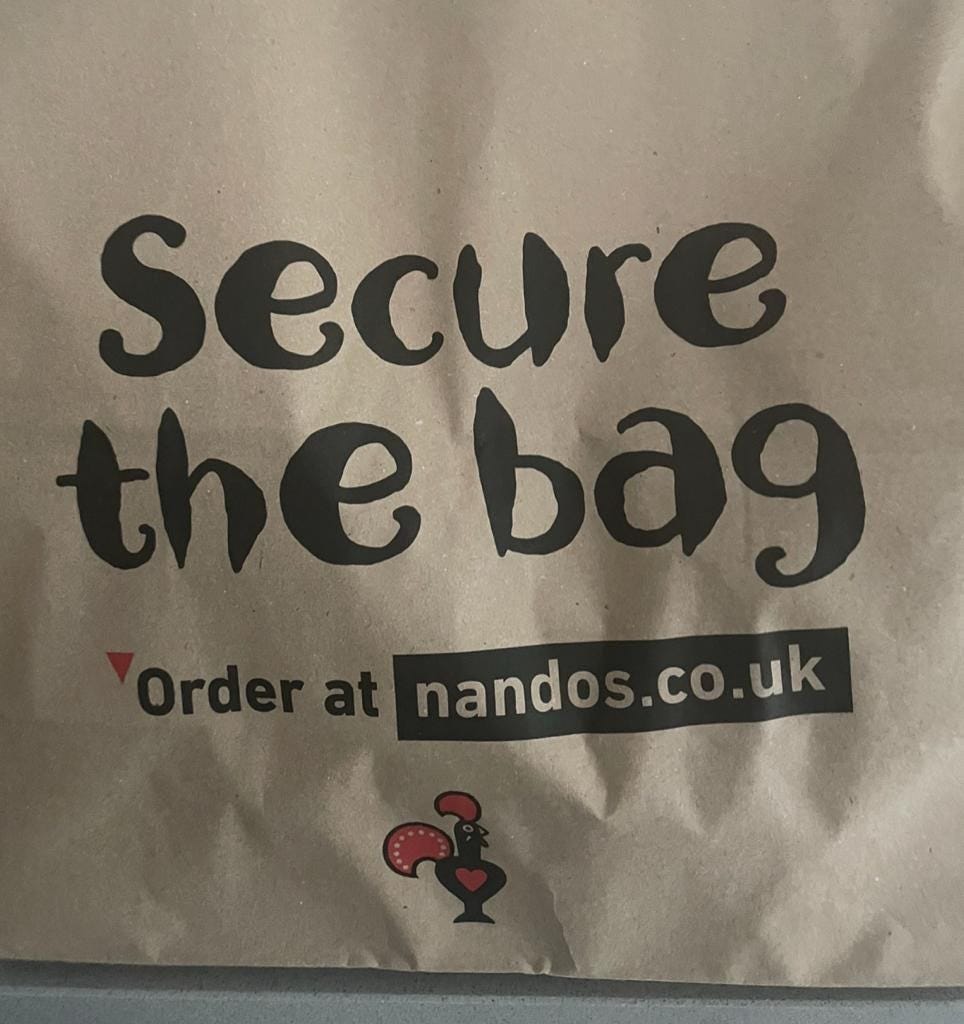 Secure
the bag
Order at nandos.co.uk